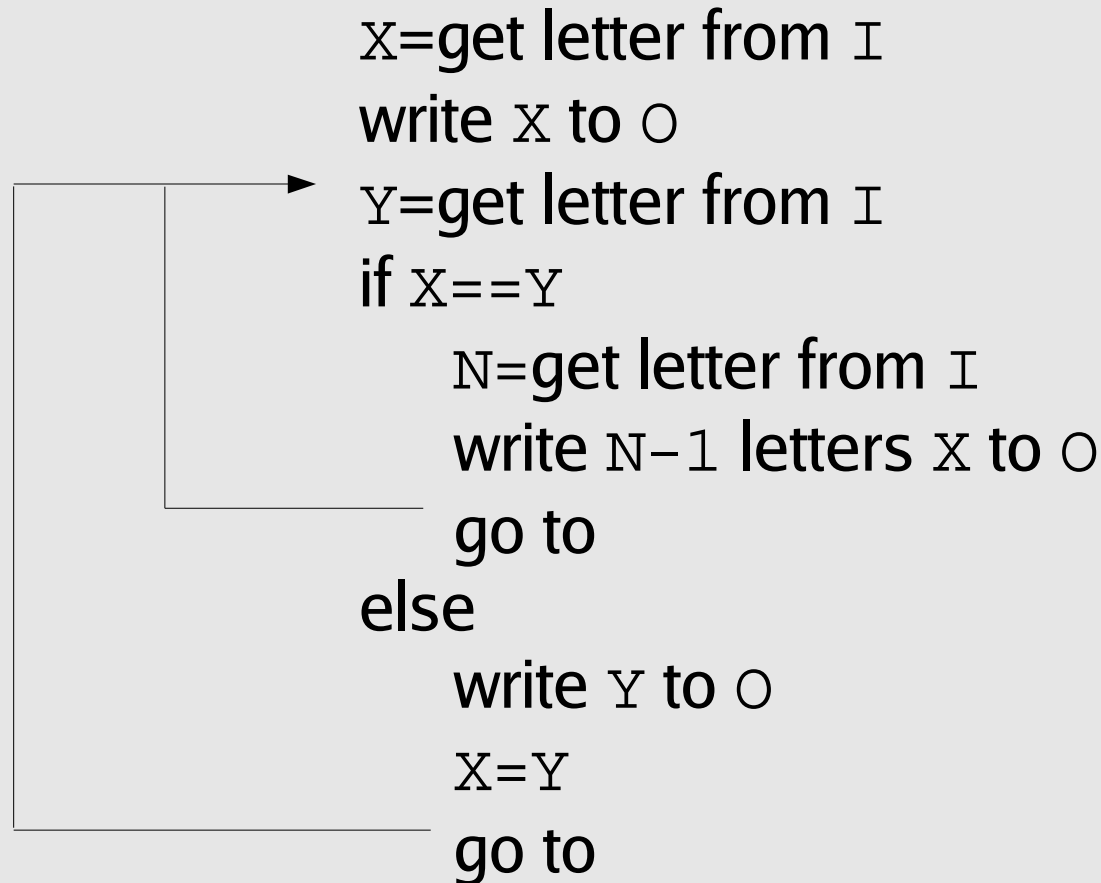 X=get letter from I
write X to O
Y=get letter from I
if X==Y
N=get letter from I
write N-1 letters X to O
go to
else
write Y to O
X=Y
go to